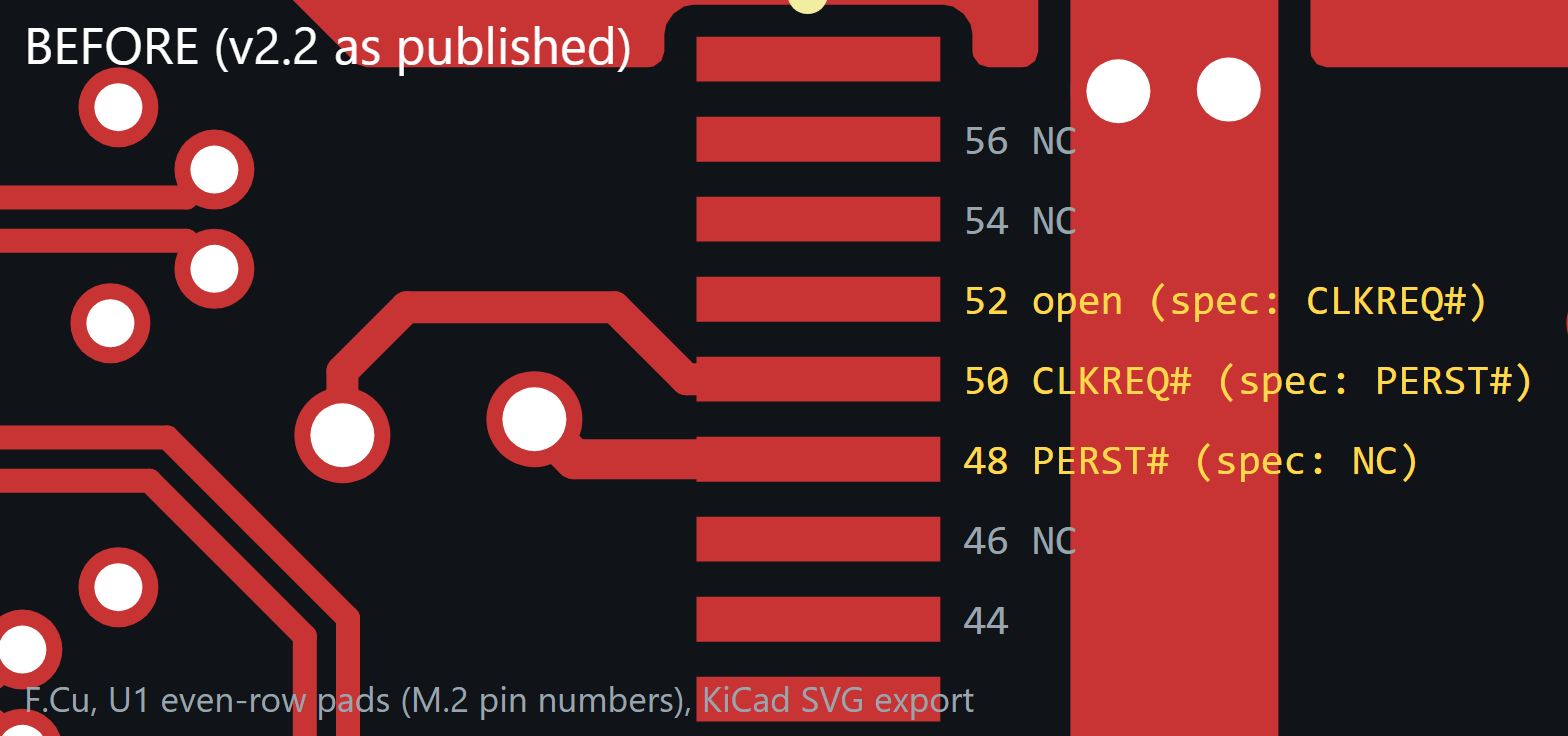 BEFORE (v2.2 as published)
56 NC
54 NC
52 open (spec: CLKREQ#)
50 CLKREQ# (spec: PERST#)
48 PERST# (spec: NC)
46 NC
44
F.Cu, U1 even-row pads (M.2 pin numbers), KiCad SVG export